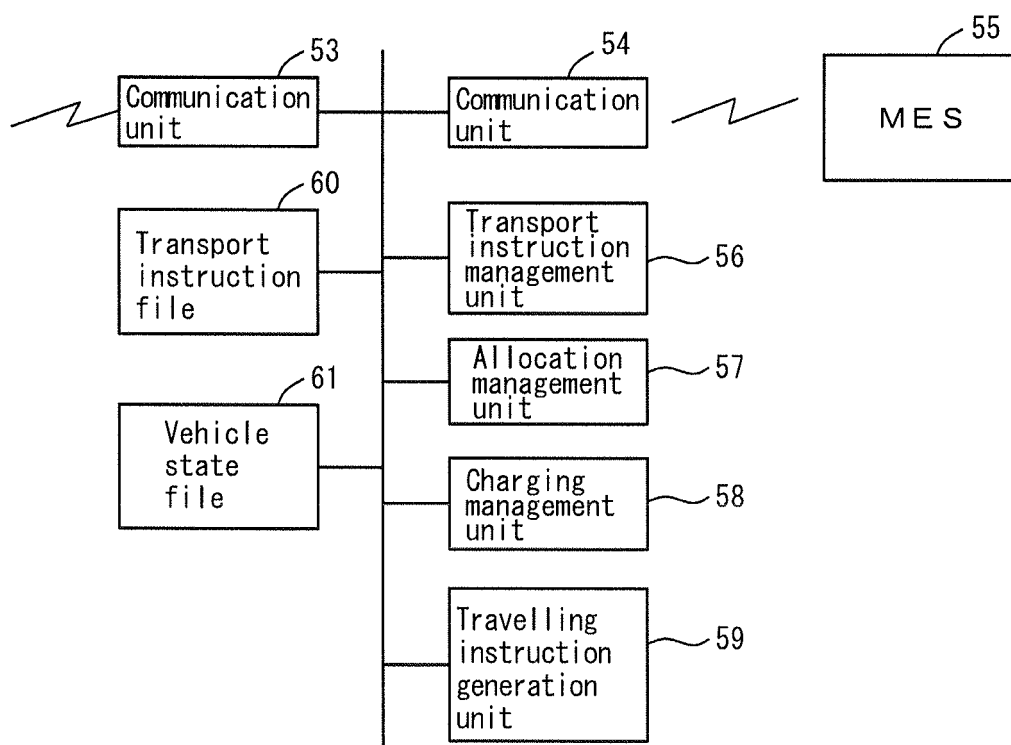 53
Communication
unit
54
Communication
unit
55
MES
60
Transport
instruction
file
Transport
instruction
management
unit
56
61
Vehicle
state
file
Allocation
management
unit
57
Charging
management
unit
58
Travelling
instruction
generation
unit
59